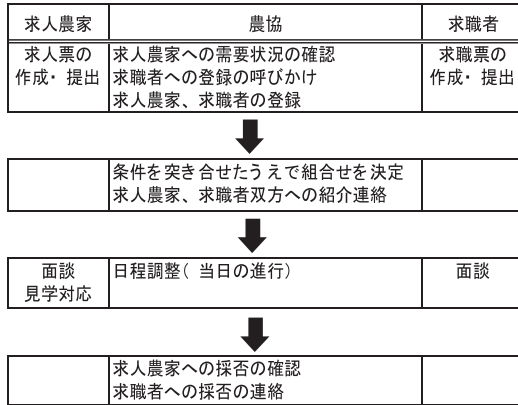 求人農家 農協 求職者
求人票の 求人農家への需要状況の確認 求職票の
作成・提出 求職者への登録の呼びかけ 作成・提出
求人農家、求職者の登録
条件を突き合せたうえで組合せを決定
求人農家、求職者双方への紹介連絡
面談 日程調整(当日の進行) 面談
見学対応
求人農家への採否の確認
求職者への採否の連絡